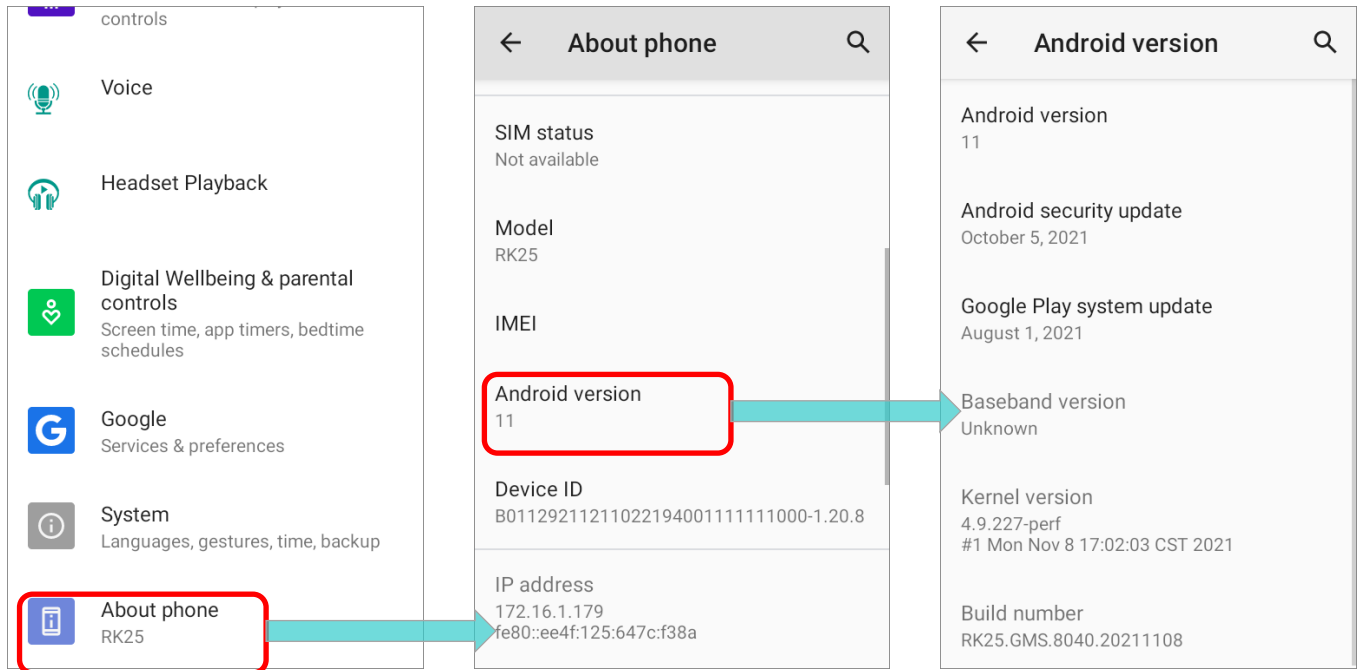 controls
Voice
Headset Playback
Digital Wellbeing & parental
controls
Screen time, app timers, bedtime
schedules
Google
Services & preferences
System
Languages, gestures, time, backup
About phone
RK25
About phone
SIM status
Not available
Model
RK25
IMEI
Android version
11
Device ID
B01129211211022194001111111000-1.20.8
IP address
172.16.1.179
fe80::ee4f:125:647c:f38a
Android version
Android version
11
Android security update
October 5, 2021
Google Play system update
August 1, 2021
Baseband version
Unknown
Kernel version
4.9.227-perf
#1 Mon Nov 8 17:02:03 CST 2021
Build number
RK25.GMS.8040.20211108